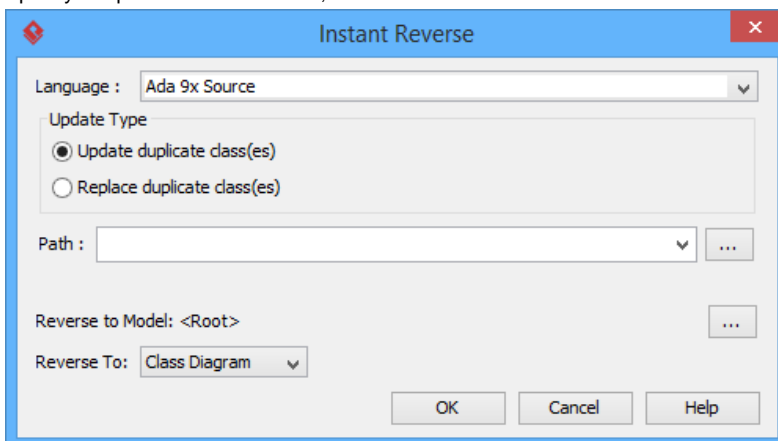 Instant Reverse
Language : Ada 9x Source
Update Type
Update duplicate class(es)
Replace duplicate class(es)
Path : ...
Reverse to Model: <Root> ...
Reverse To: Class Diagram
OK Cancel Help